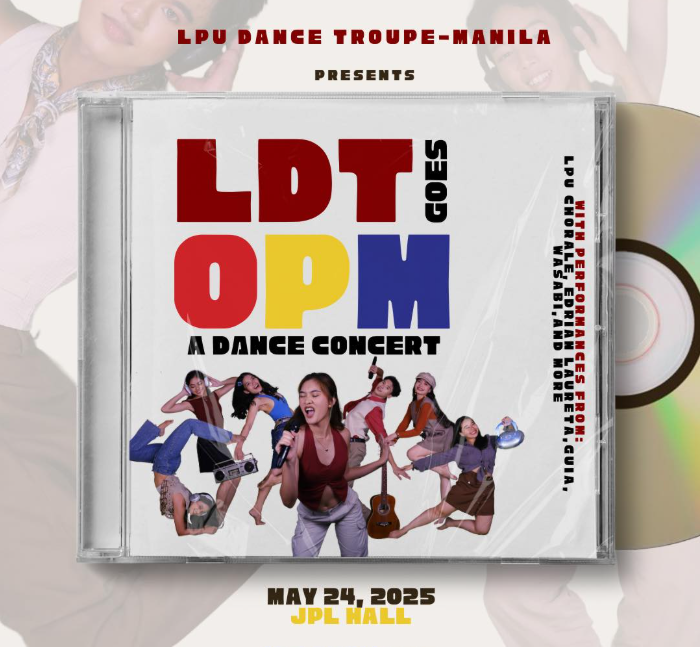 LPU DANCE TROUPE-MANILA
PRESENTS
LDT
GOES
OPM
A DANCE CONCERT
WITH PERFORMANCES FROM:
LPU CHORALE, EDRIAN LAURETA,GUIA,
WASABI,AND MORE
MAY 24, 2025
JPL HALL